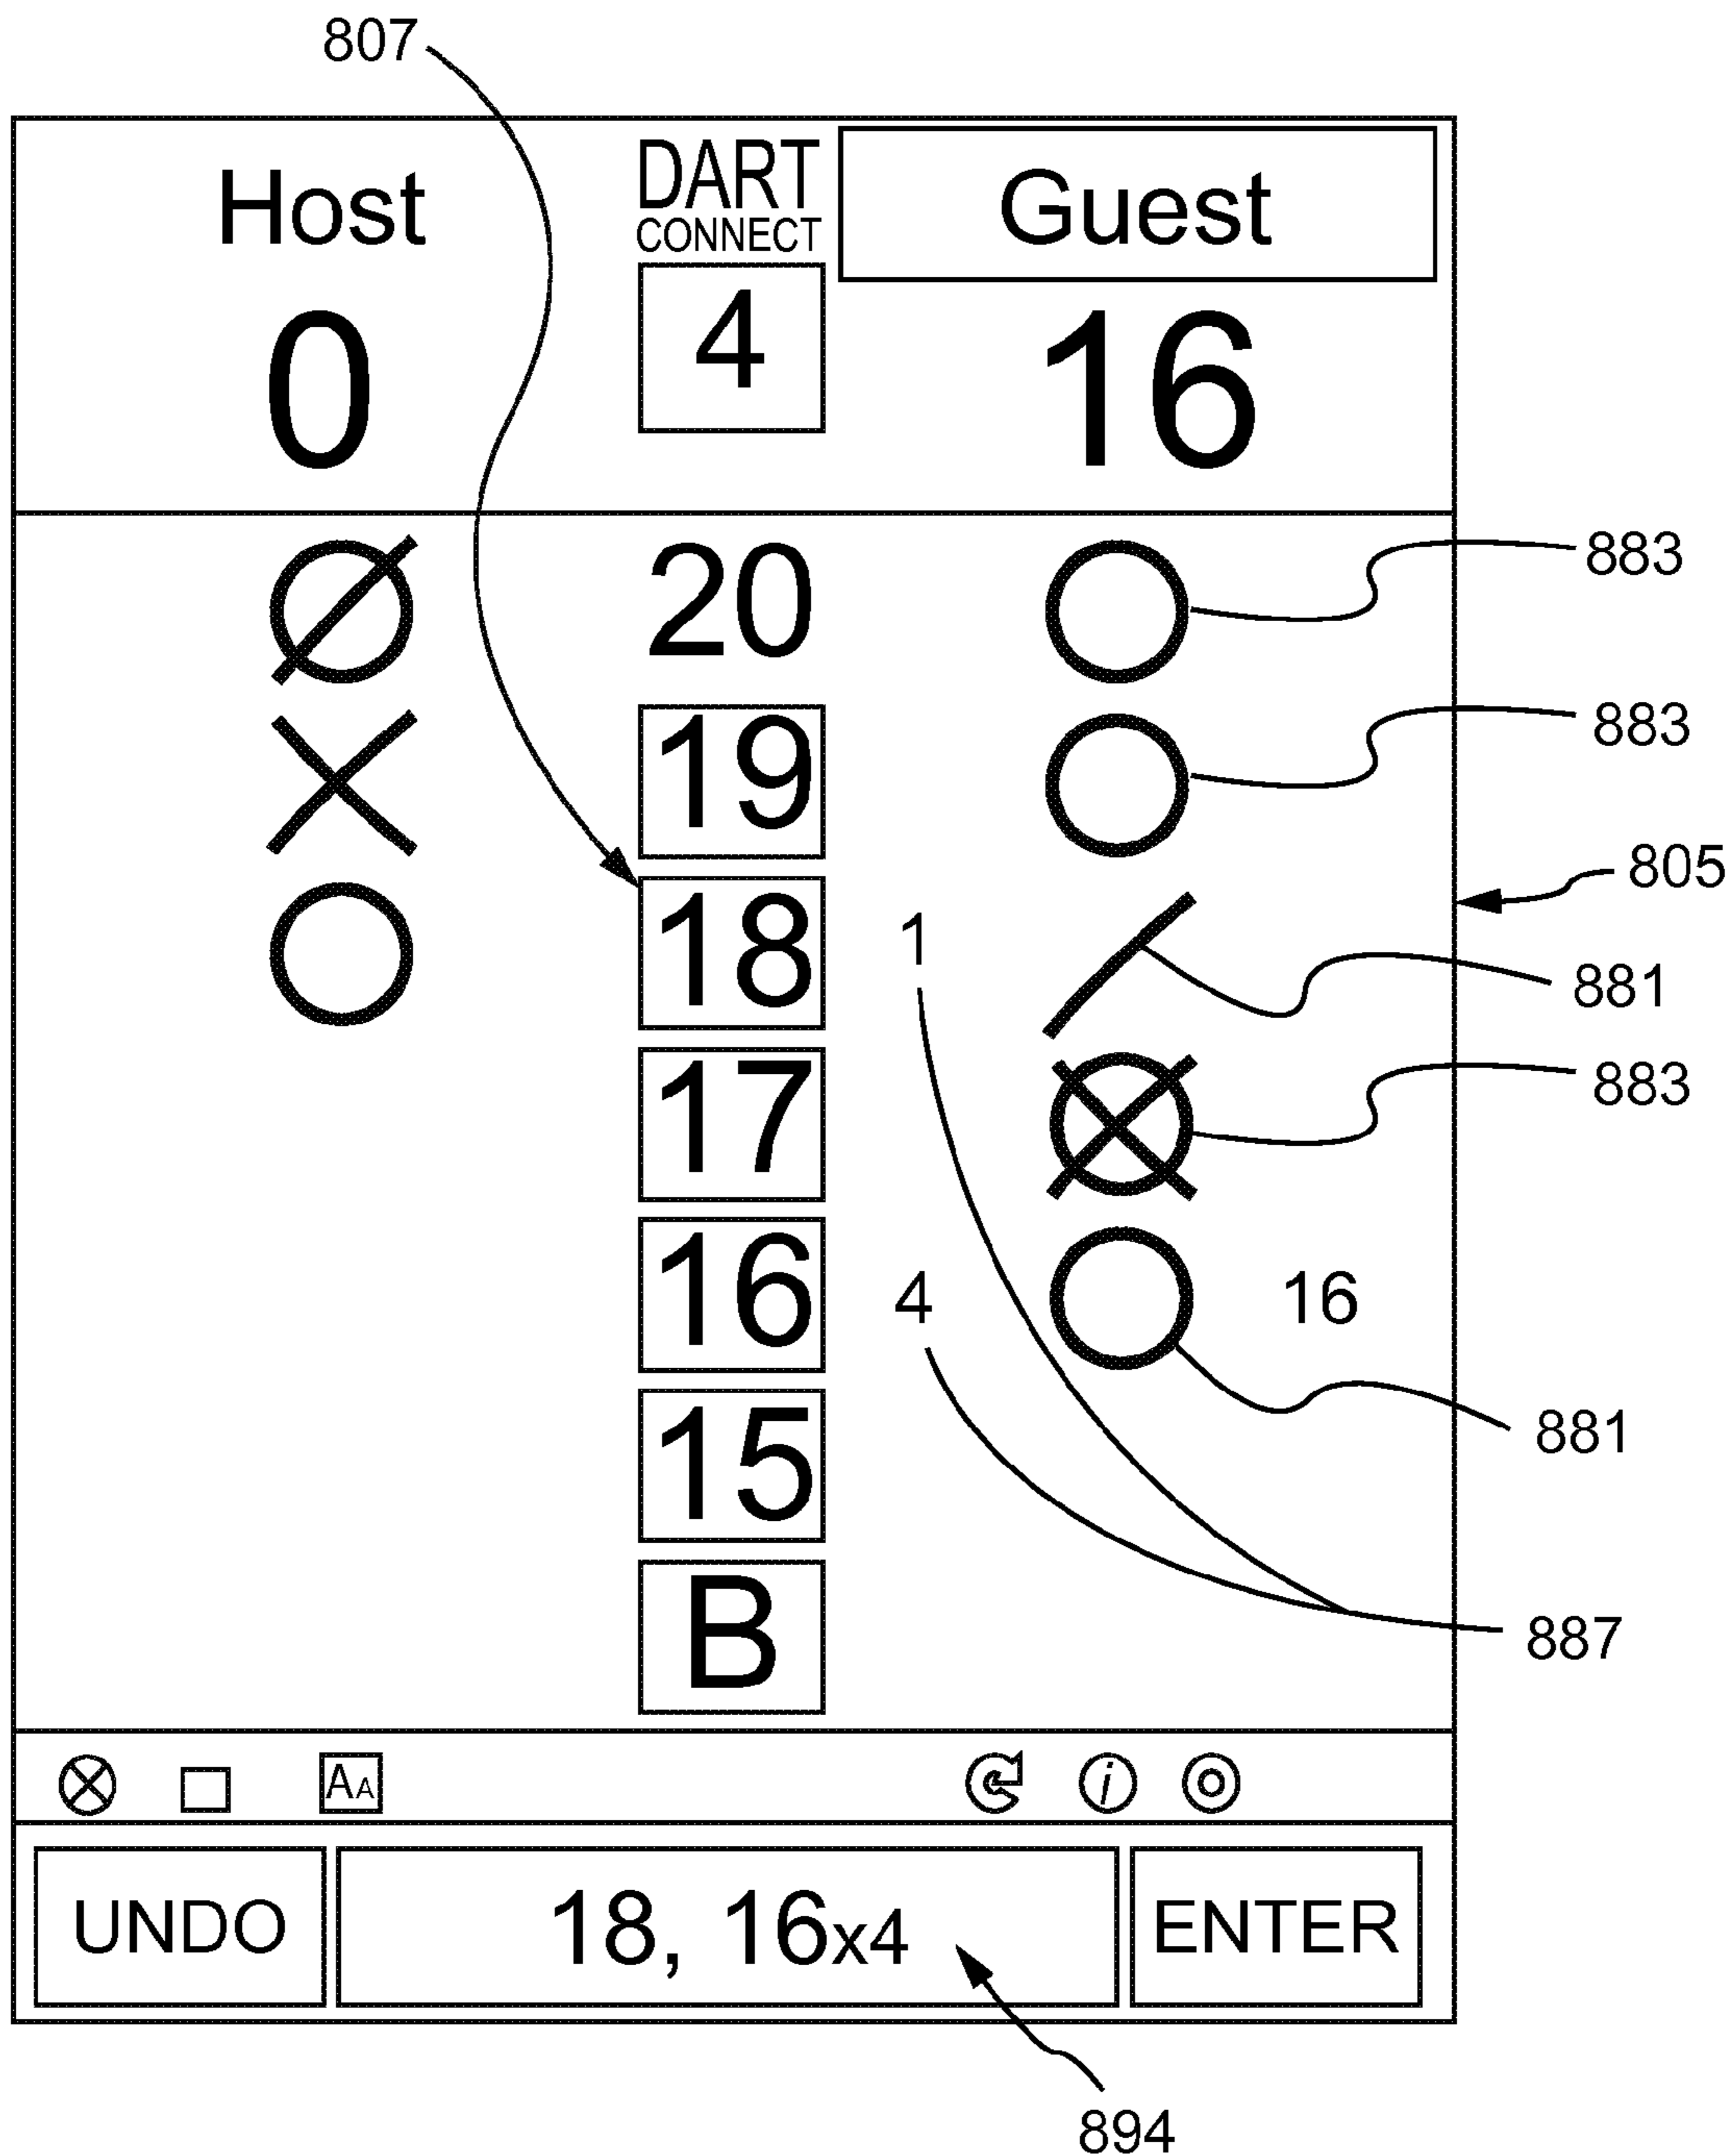 807
Host DART Guest
CONNECT
0 4 16
20 883
19 883
805
18 1 881
17 883
16 4 16
15 881
B 887
AA i
UNDO 18, 16x4 ENTER
894